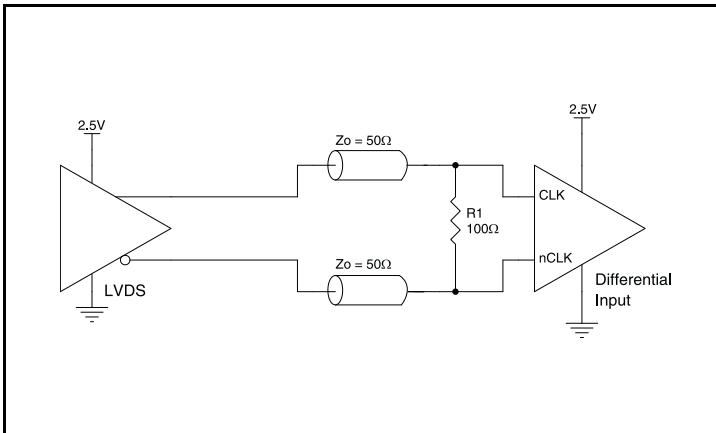 2.5V
2.5V
Zo = 50Ω
CLK
R1
100Ω
Zo = 50Ω
nCLK
LVDS
Differential
Input